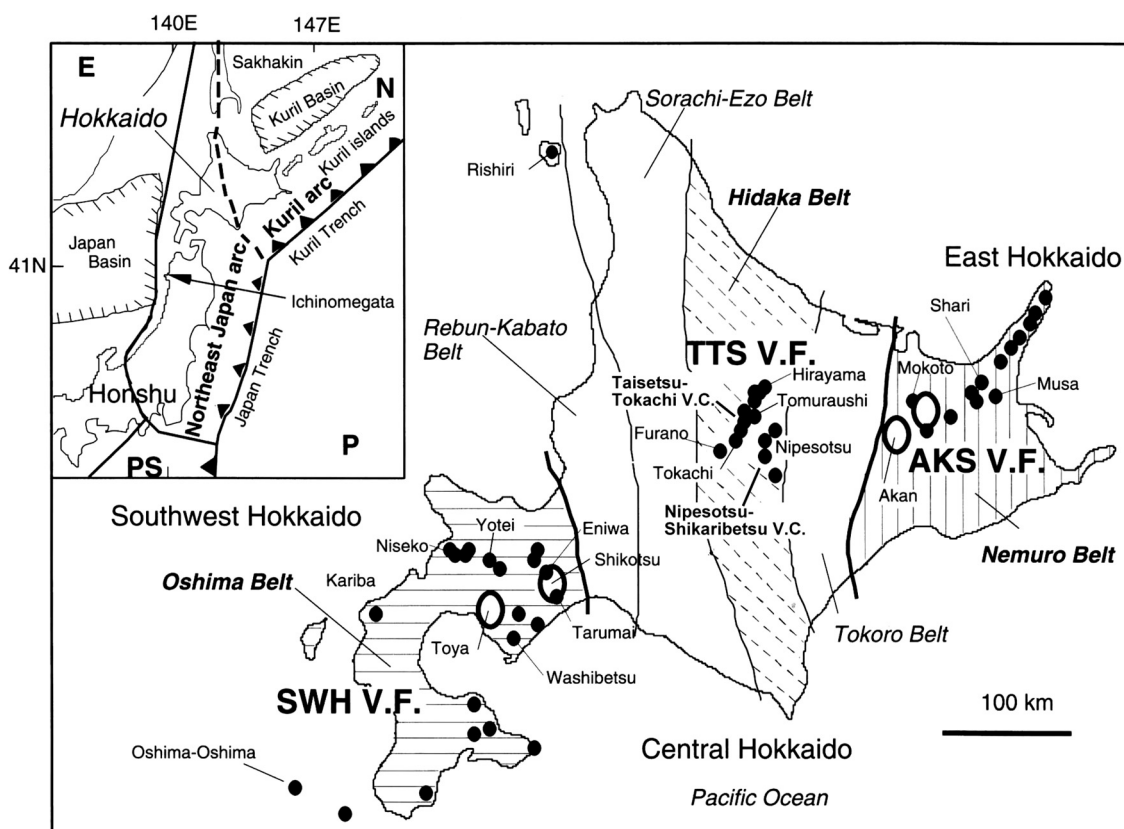 140E
147E
E
Sakhakin
N
Kuril Basin
Hokkaido
Kuril islands
Kuril arc
Kuril Trench
Japan
Basin
41N
Ichinomegata
Northeast Japan arc
Japan Trench
Honshu
PS
P
Sorachi-Ezo Belt
Rishiri
Hidaka Belt
East Hokkaido
Shari
Rebun-Kabato
Belt
TTS V.F.
Mokoto
Hirayama
Musa
Taisetsu-
Tokachi V.C.
Tomuraushi
Furano
Nipesotsu
Tokachi
AKS V.F.
Akan
Nipesotsu-
Shikaribetsu V.C.
Southwest Hokkaido
Yotei
Eniwa
Niseko
Shikotsu
Nemuro Belt
Oshima Belt
Kariba
Tarumai
Tokoro Belt
Toya
Washibetsu
SWH V.F.
100 km
Oshima-Oshima
Central Hokkaido
Pacific Ocean